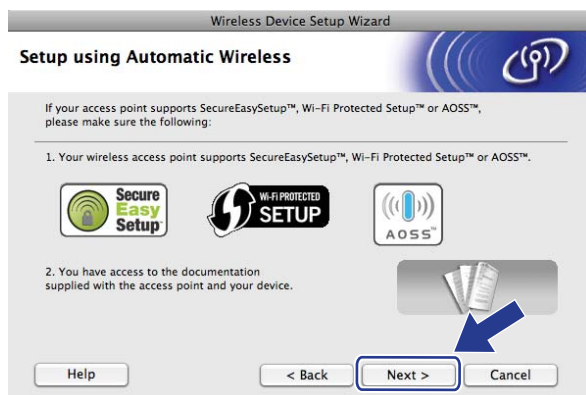 Wireless Device Setup Wizard
Setup using Automatic Wireless
If your access point supports SecureEasySetup™, Wi-Fi Protected Setup™ or AOSS™,
please make sure the following:
1. Your wireless access point supports SecureEasySetup™, Wi-Fi Protected Setup™ or AOSS™.
Secure
Easy
Setup™
Wi-Fi PROTECTED
SETUP
AOSS™
2. You have access to the documentation
supplied with the access point and your device.
Help
< Back
Next >
Cancel